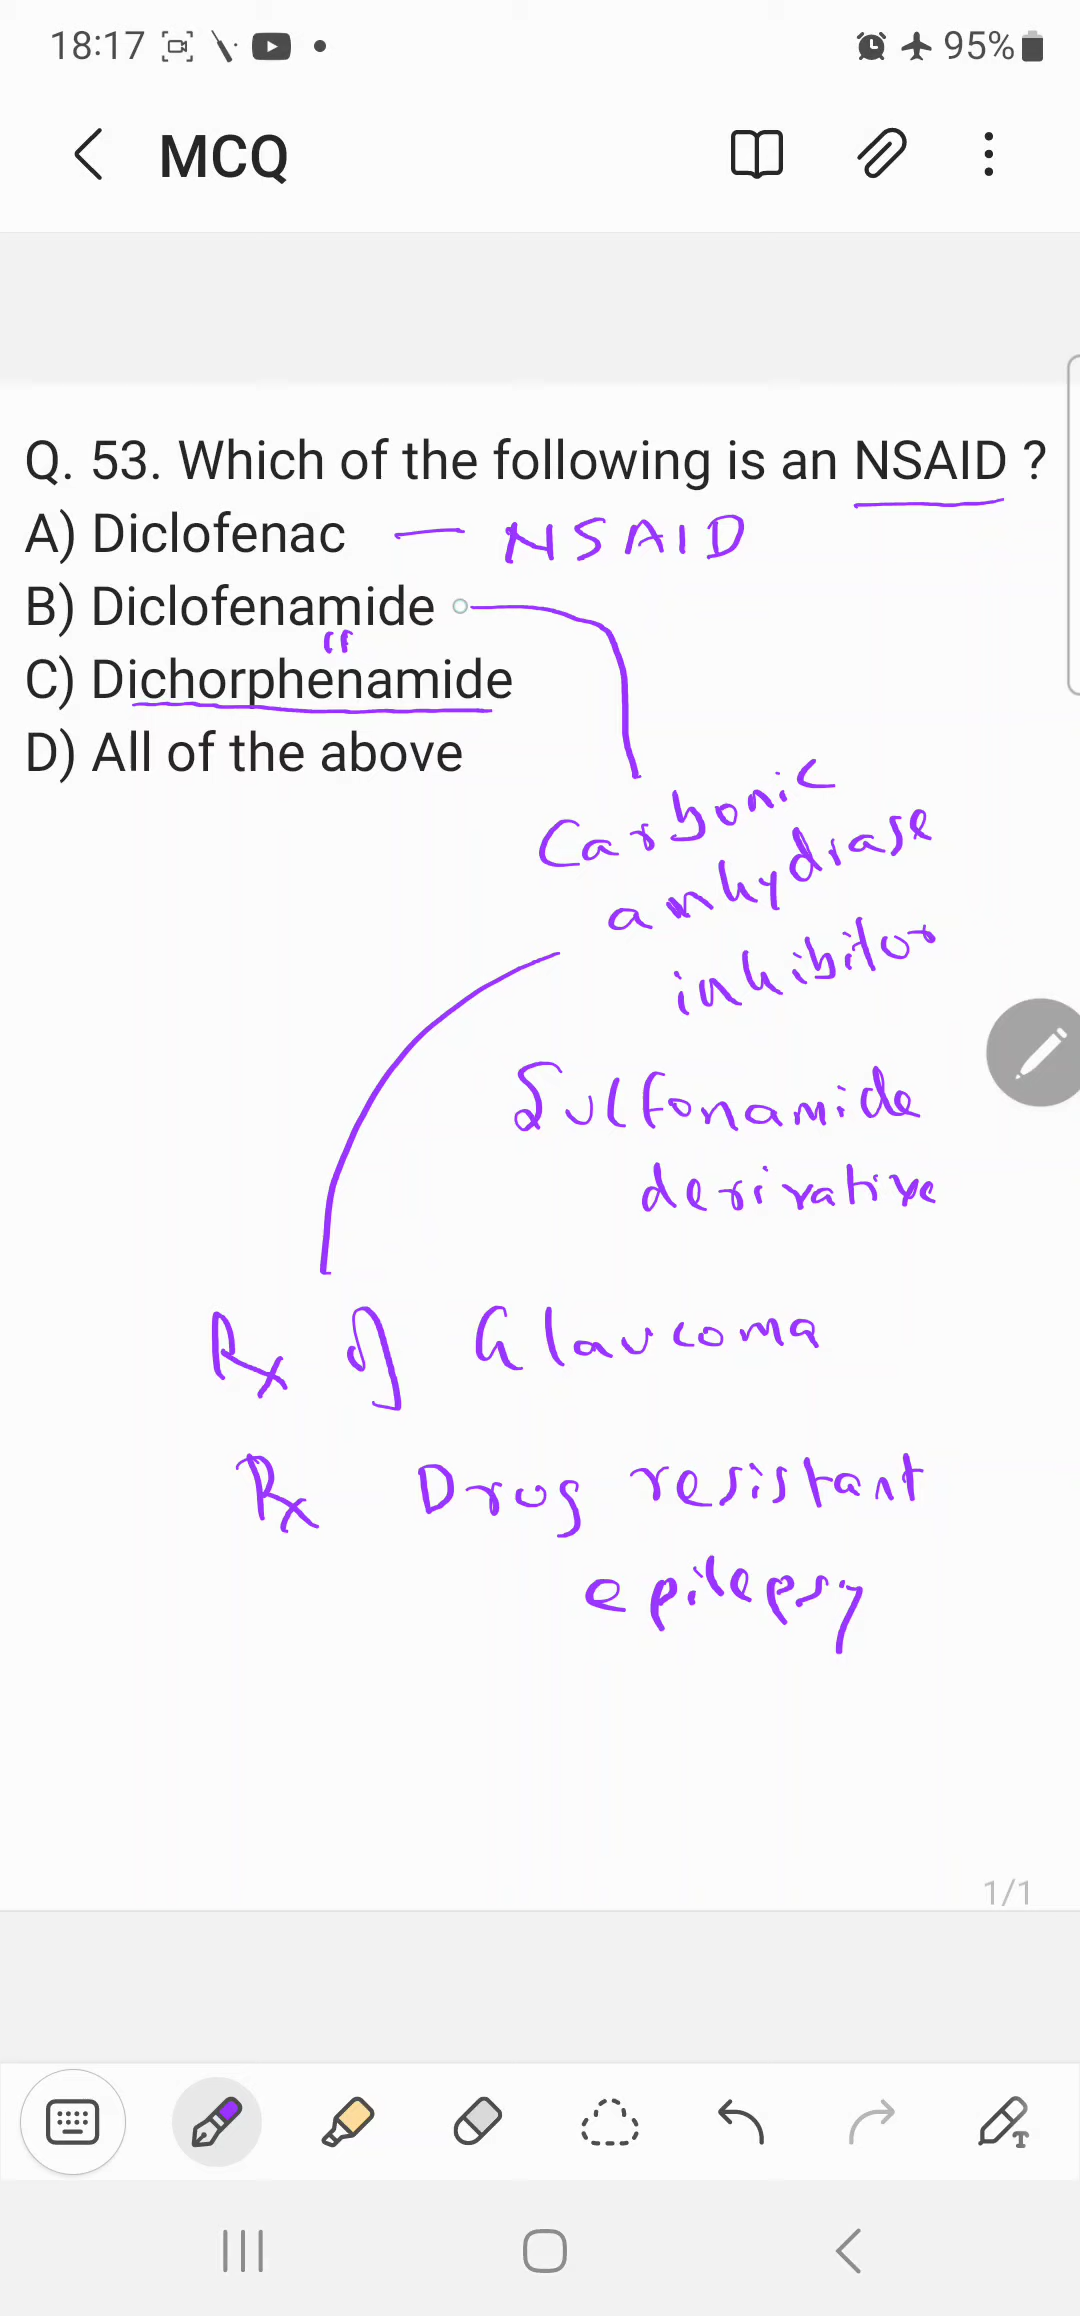 18:17 95%
MCQ
Q. 53. Which of the following is an NSAID ?
A) Diclofenac — NSAID
B) Diclofenamide
C) Dichorphenamide
D) All of the above
Carbonic
anhydrase
inhibitor
Sulfonamide
derivative
Rx of Glaucoma
Rx Drug resistant
epilepsy
1/1